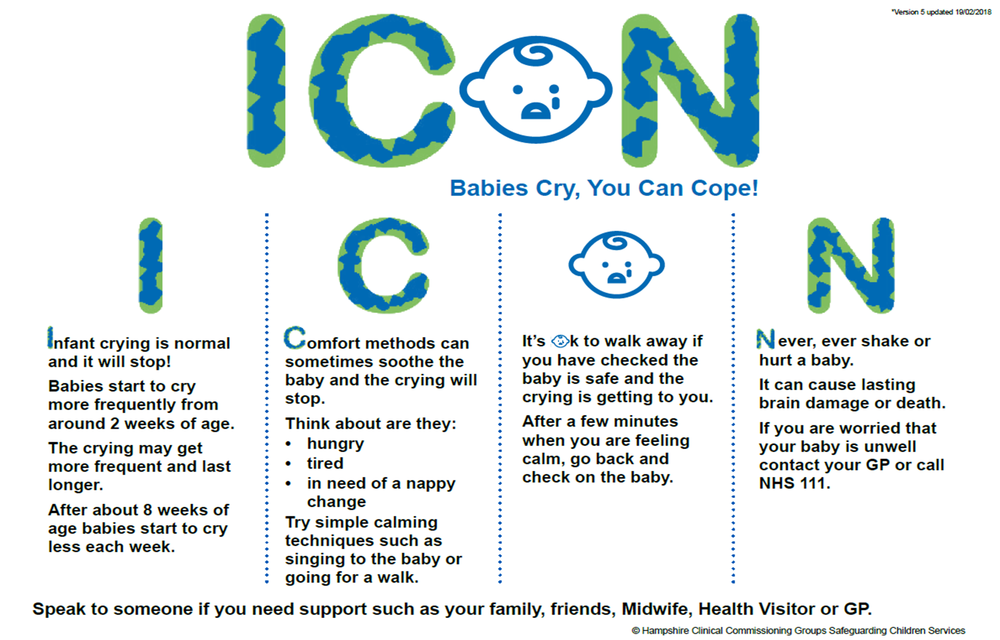 *Version 5 updated 19/02/2018
ICON
Babies Cry, You Can Cope!
I
Infant crying is normal
and it will stop!
Babies start to cry
more frequently from
around 2 weeks of age.
The crying may get
more frequent and last
longer.
After about 8 weeks of
age babies start to cry
less each week.
C
Comfort methods can
sometimes soothe the
baby and the crying will
stop.
Think about are they:
• hungry
• tired
• in need of a nappy
change
Try simple calming
techniques such as
singing to the baby or
going for a walk.
O
It's Ok to walk away if
you have checked the
baby is safe and the
crying is getting to you.
After a few minutes
when you are feeling
calm, go back and
check on the baby.
N
Never, ever shake or
hurt a baby.
It can cause lasting
brain damage or death.
If you are worried that
your baby is unwell
contact your GP or call
NHS 111.
Speak to someone if you need support such as your family, friends, Midwife, Health Visitor or GP.
© Hampshire Clinical Commissioning Groups Safeguarding Children Services